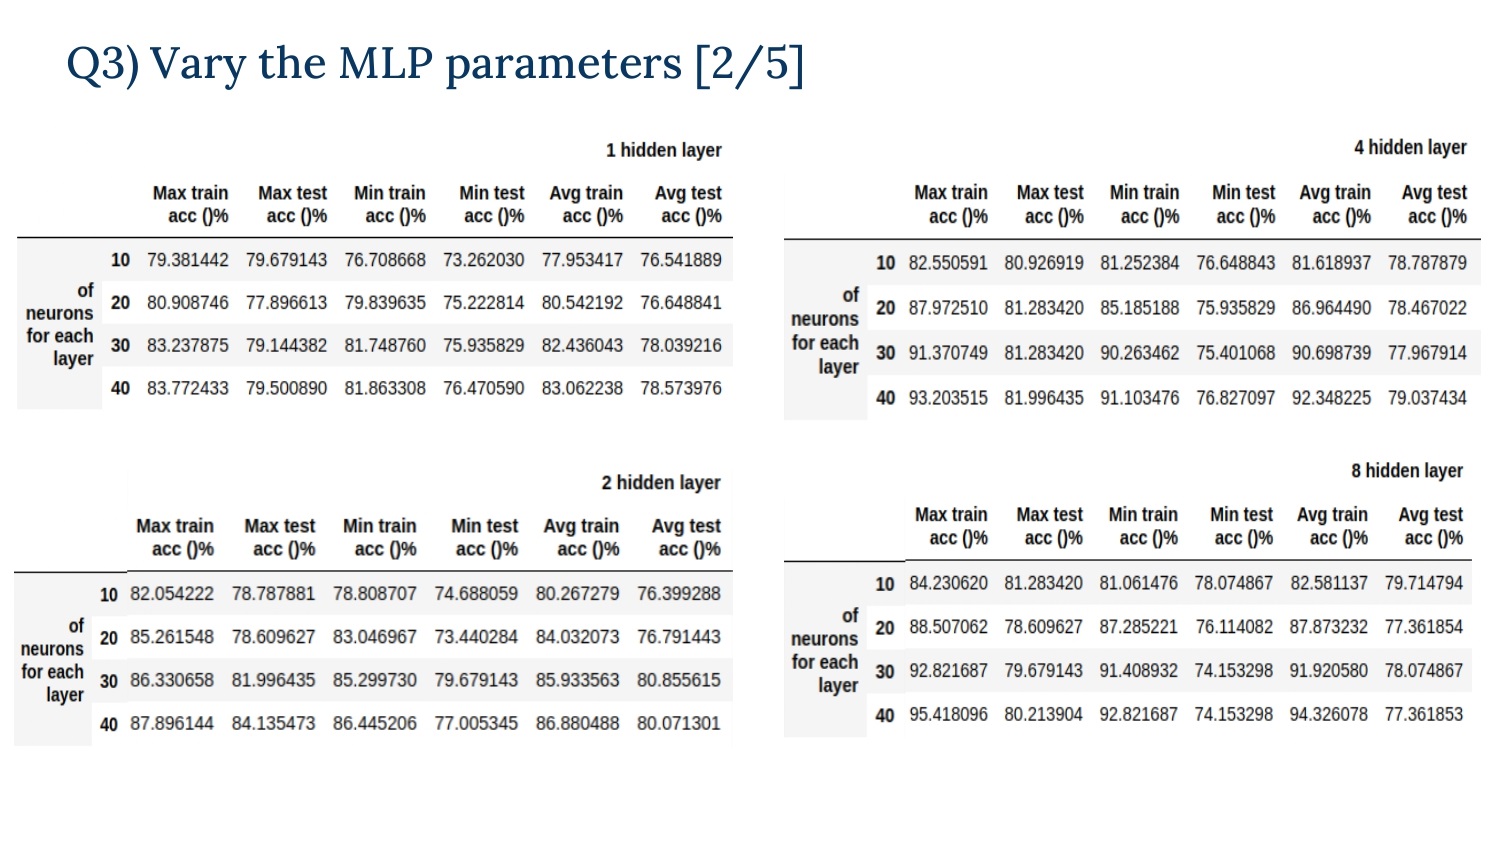 Q3) Vary the MLP parameters [2/5]
1 hidden layer
Max train Max test Min train Min test Avg train Avg test
acc ()% acc ()% acc ()% acc ()% acc ()% acc ()%
of
neurons
for each
layer
10 79.381442 79.679143 76.708668 73.262030 77.953417 76.541889
20 80.908746 77.896613 79.839635 75.222814 80.542192 76.648841
30 83.237875 79.144382 81.748760 75.935829 82.436043 78.039216
40 83.772433 79.500890 81.863308 76.470590 83.062238 78.573976
2 hidden layer
Max train Max test Min train Min test Avg train Avg test
acc ()% acc ()% acc ()% acc ()% acc ()% acc ()%
of
neurons
for each
layer
10 82.054222 78.787881 78.808707 74.688059 80.267279 76.399288
20 85.261548 78.609627 83.046967 73.440284 84.032073 76.791443
30 86.330658 81.996435 85.299730 79.679143 85.933563 80.855615
40 87.896144 84.135473 86.445206 77.005345 86.880488 80.071301
4 hidden layer
Max train Max test Min train Min test Avg train Avg test
acc ()% acc ()% acc ()% acc ()% acc ()% acc ()%
of
neurons
for each
layer
10 82.550591 80.926919 81.252384 76.648843 81.618937 78.787879
20 87.972510 81.283420 85.185188 75.935829 86.964490 78.467022
30 91.370749 81.283420 90.263462 75.401068 90.698739 77.967914
40 93.203515 81.996435 91.103476 76.827097 92.348225 79.037434
8 hidden layer
Max train Max test Min train Min test Avg train Avg test
acc ()% acc ()% acc ()% acc ()% acc ()% acc ()%
of
neurons
for each
layer
10 84.230620 81.283420 81.061476 78.074867 82.581137 79.714794
20 88.507062 78.609627 87.285221 76.114082 87.873232 77.361854
30 92.821687 79.679143 91.408932 74.153298 91.920580 78.074867
40 95.418096 80.213904 92.821687 74.153298 94.326078 77.361853